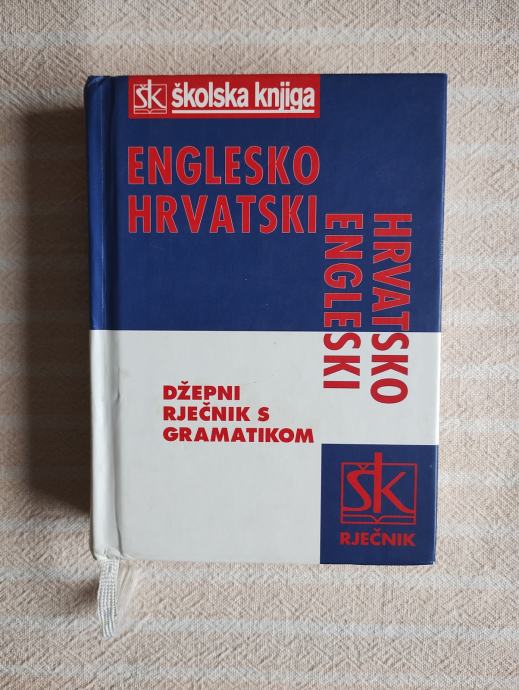 ŠK školska knjiga
ENGLESKO
HRVATSKI
HRVATSKO
ENGLESKI
DŽEPNI
RJEČNIK S
GRAMATIKOM
ŠK
RJEČNIK